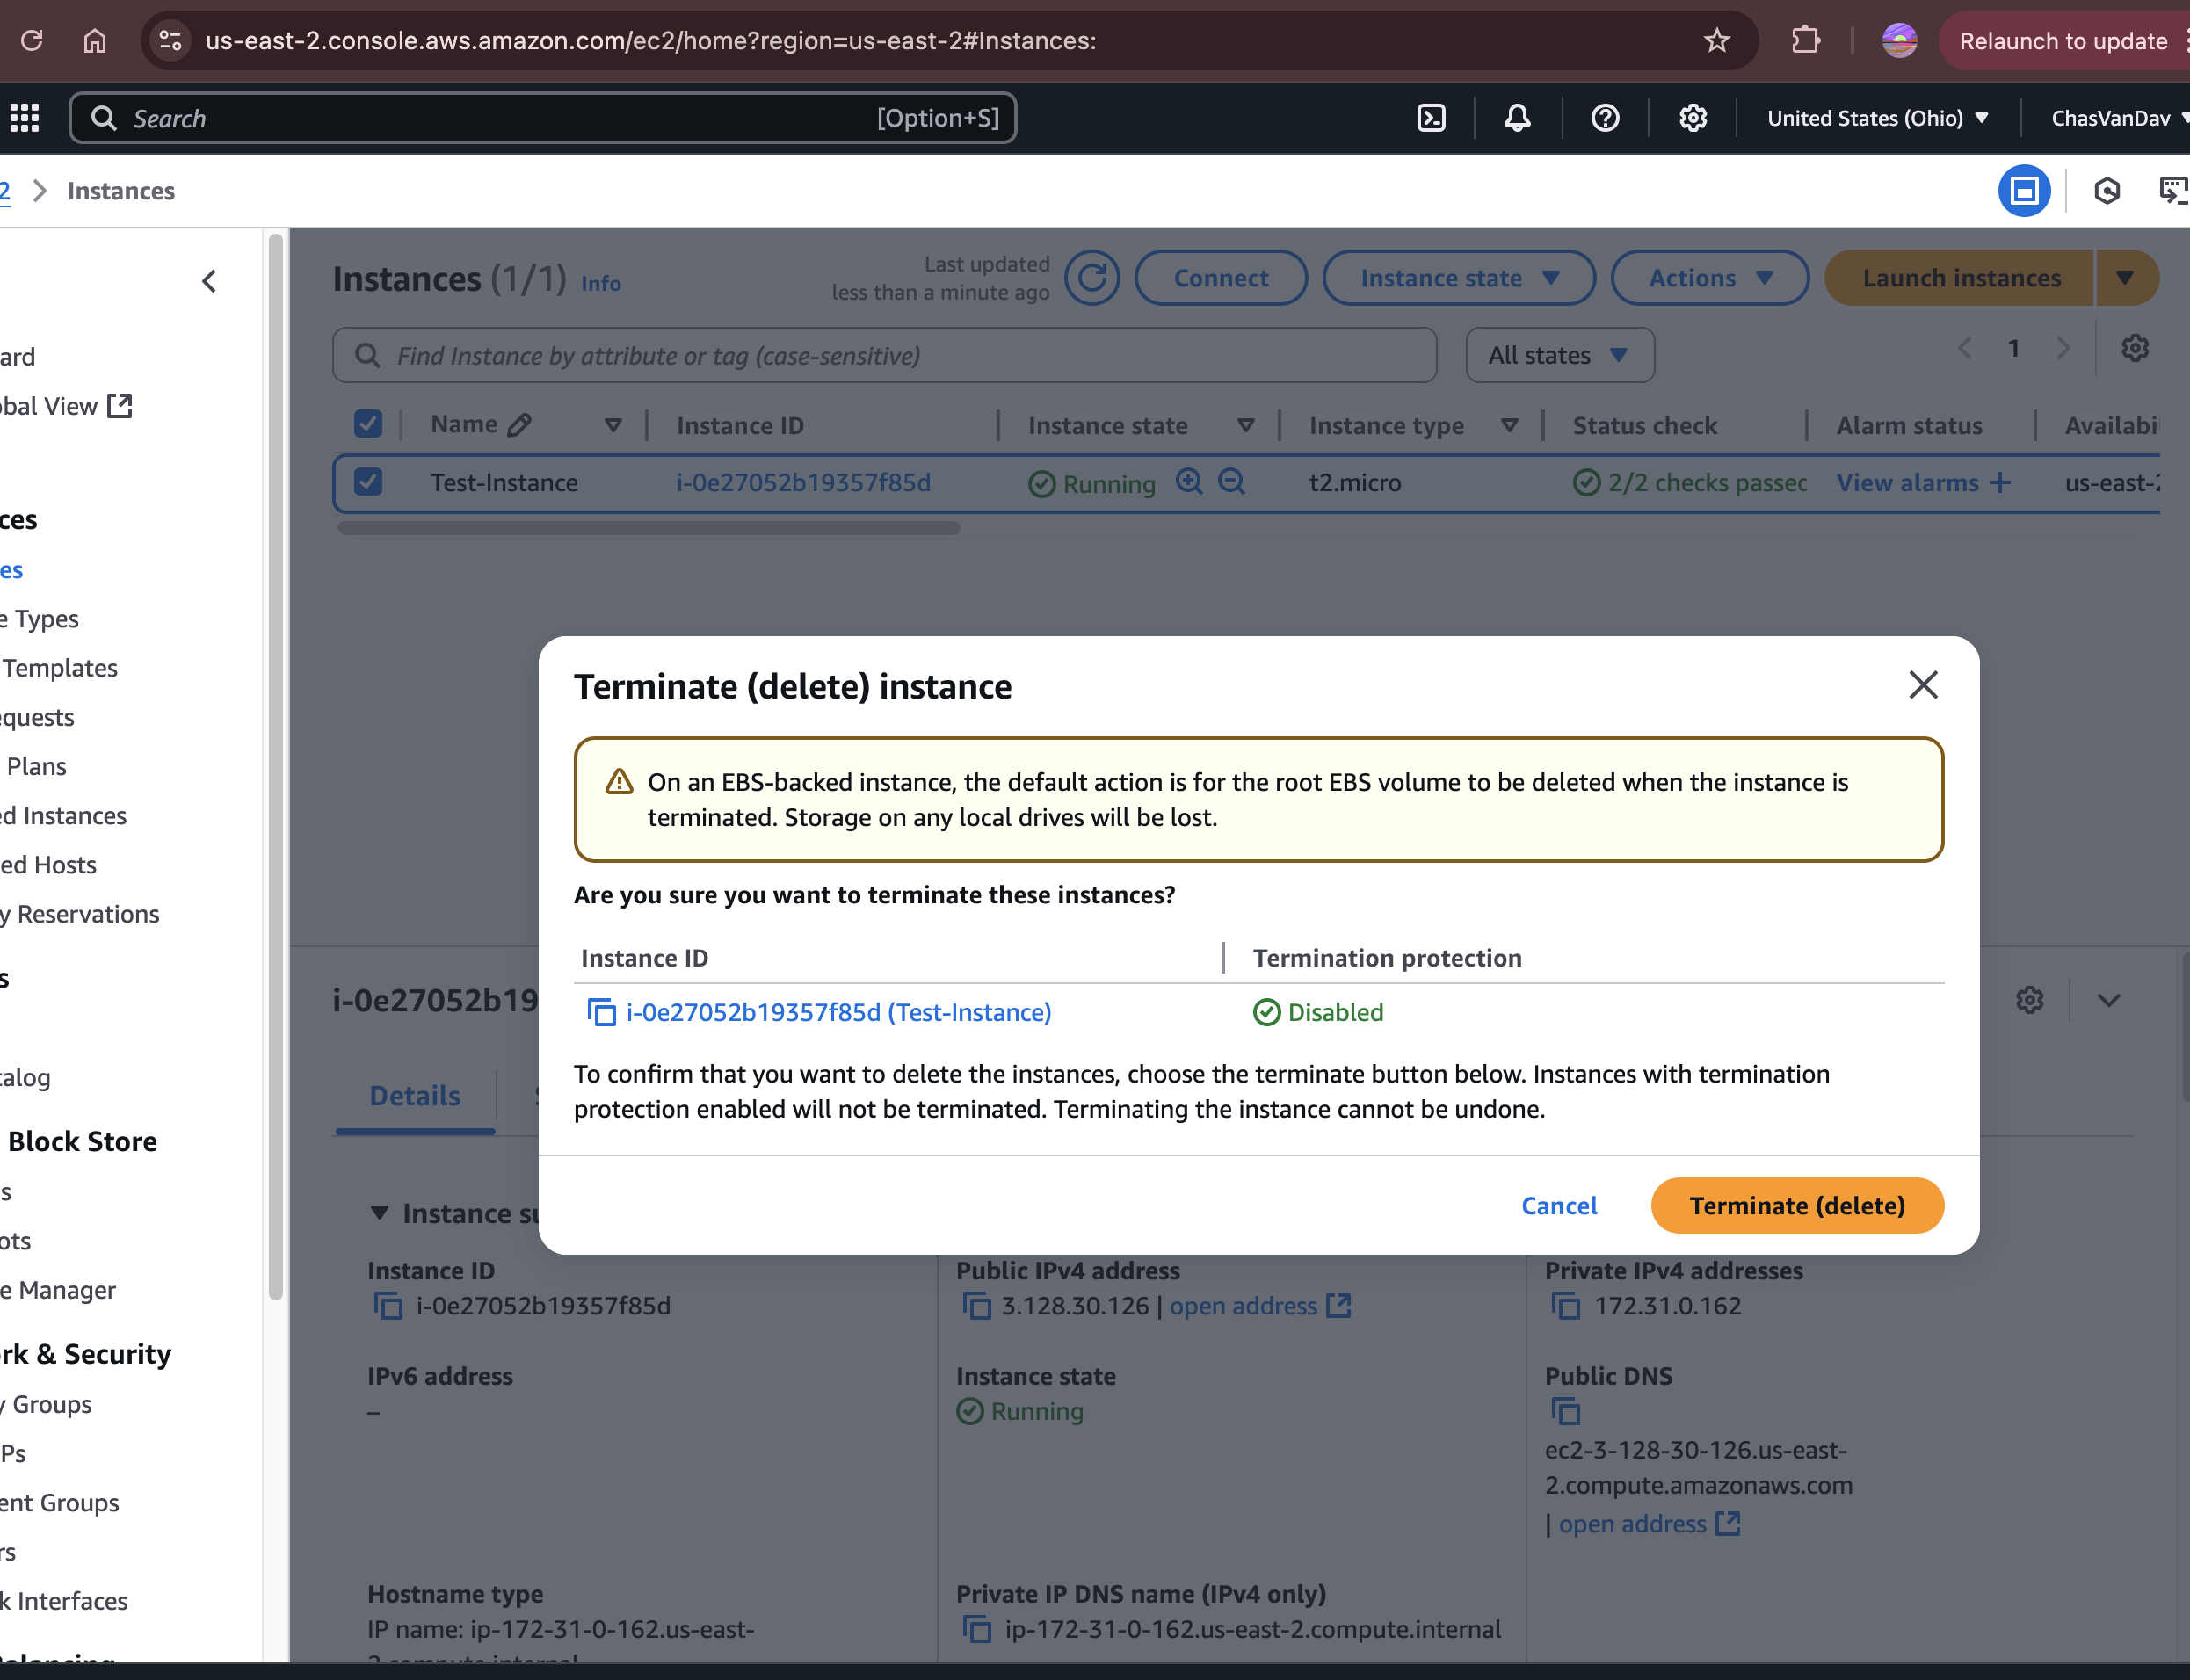 us-east-2.console.aws.amazon.com/ec2/home?region=us-east-2#Instances:
Relaunch to update
Search
[Option+S]
United States (Ohio)
ChasVanDav
2
Instances
ard
obal View
ces
es
e Types
Templates
equests
Plans
ed Instances
ed Hosts
y Reservations
s
talog
Block Store
s
ots
e Manager
rk & Security
y Groups
Ps
ent Groups
rs
k Interfaces
Balancing
Instances (1/1) Info
Last updated
less than a minute ago
Connect
Instance state
Actions
Launch instances
Find Instance by attribute or tag (case-sensitive)
All states
1
Name
Instance ID
Instance state
Instance type
Status check
Alarm status
Availabi
Test-Instance
i-0e27052b19357f85d
Running
t2.micro
2/2 checks passec
View alarms +
us-east-2
Terminate (delete) instance
On an EBS-backed instance, the default action is for the root EBS volume to be deleted when the instance is
terminated. Storage on any local drives will be lost.
Are you sure you want to terminate these instances?
Instance ID
Termination protection
i-0e27052b19357f85d (Test-Instance)
Disabled
To confirm that you want to delete the instances, choose the terminate button below. Instances with termination
protection enabled will not be terminated. Terminating the instance cannot be undone.
Cancel
Terminate (delete)
i-0e27052b19
Details
Instance su
Instance ID
i-0e27052b19357f85d
Public IPv4 address
3.128.30.126 | open address
Private IPv4 addresses
172.31.0.162
IPv6 address
–
Instance state
Running
Public DNS
ec2-3-128-30-126.us-east-
2.compute.amazonaws.com
| open address
Hostname type
IP name: ip-172-31-0-162.us-east-
2.compute.internal
Private IP DNS name (IPv4 only)
ip-172-31-0-162.us-east-2.compute.internal